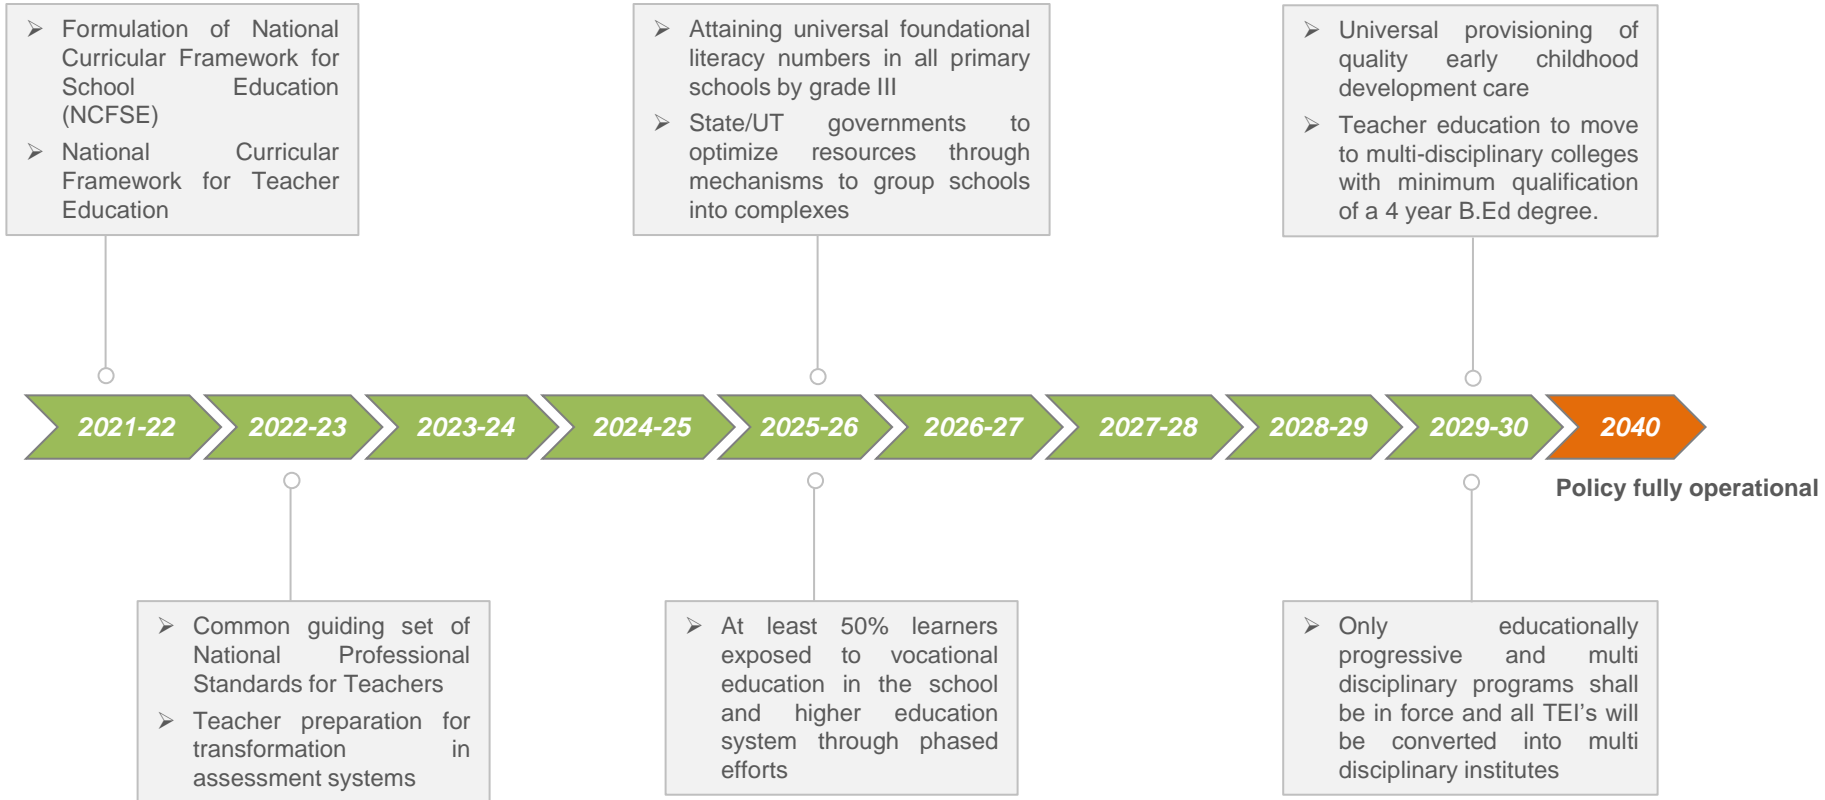 ➢ Formulation of National
Curricular Framework for
School Education
(NCFSE)
➢ National Curricular
Framework for Teacher
Education
➢ Attaining universal foundational
literacy numbers in all primary
schools by grade III
➢ State/UT governments to
optimize resources through
mechanisms to group schools
into complexes
➢ Universal provisioning of
quality early childhood
development care
➢ Teacher education to move
to multi-disciplinary colleges
with minimum qualification
of a 4 year B.Ed degree.
2021-22
2022-23
2023-24
2024-25
2025-26
2026-27
2027-28
2028-29
2029-30
2040
Policy fully operational
➢ Common guiding set of
National Professional
Standards for Teachers
➢ Teacher preparation for
transformation in
assessment systems
➢ At least 50% learners
exposed to vocational
education in the school
and higher education
system through phased
efforts
➢ Only educationally
progressive and multi
disciplinary programs shall
be in force and all TEI's will
be converted into multi
disciplinary institutes